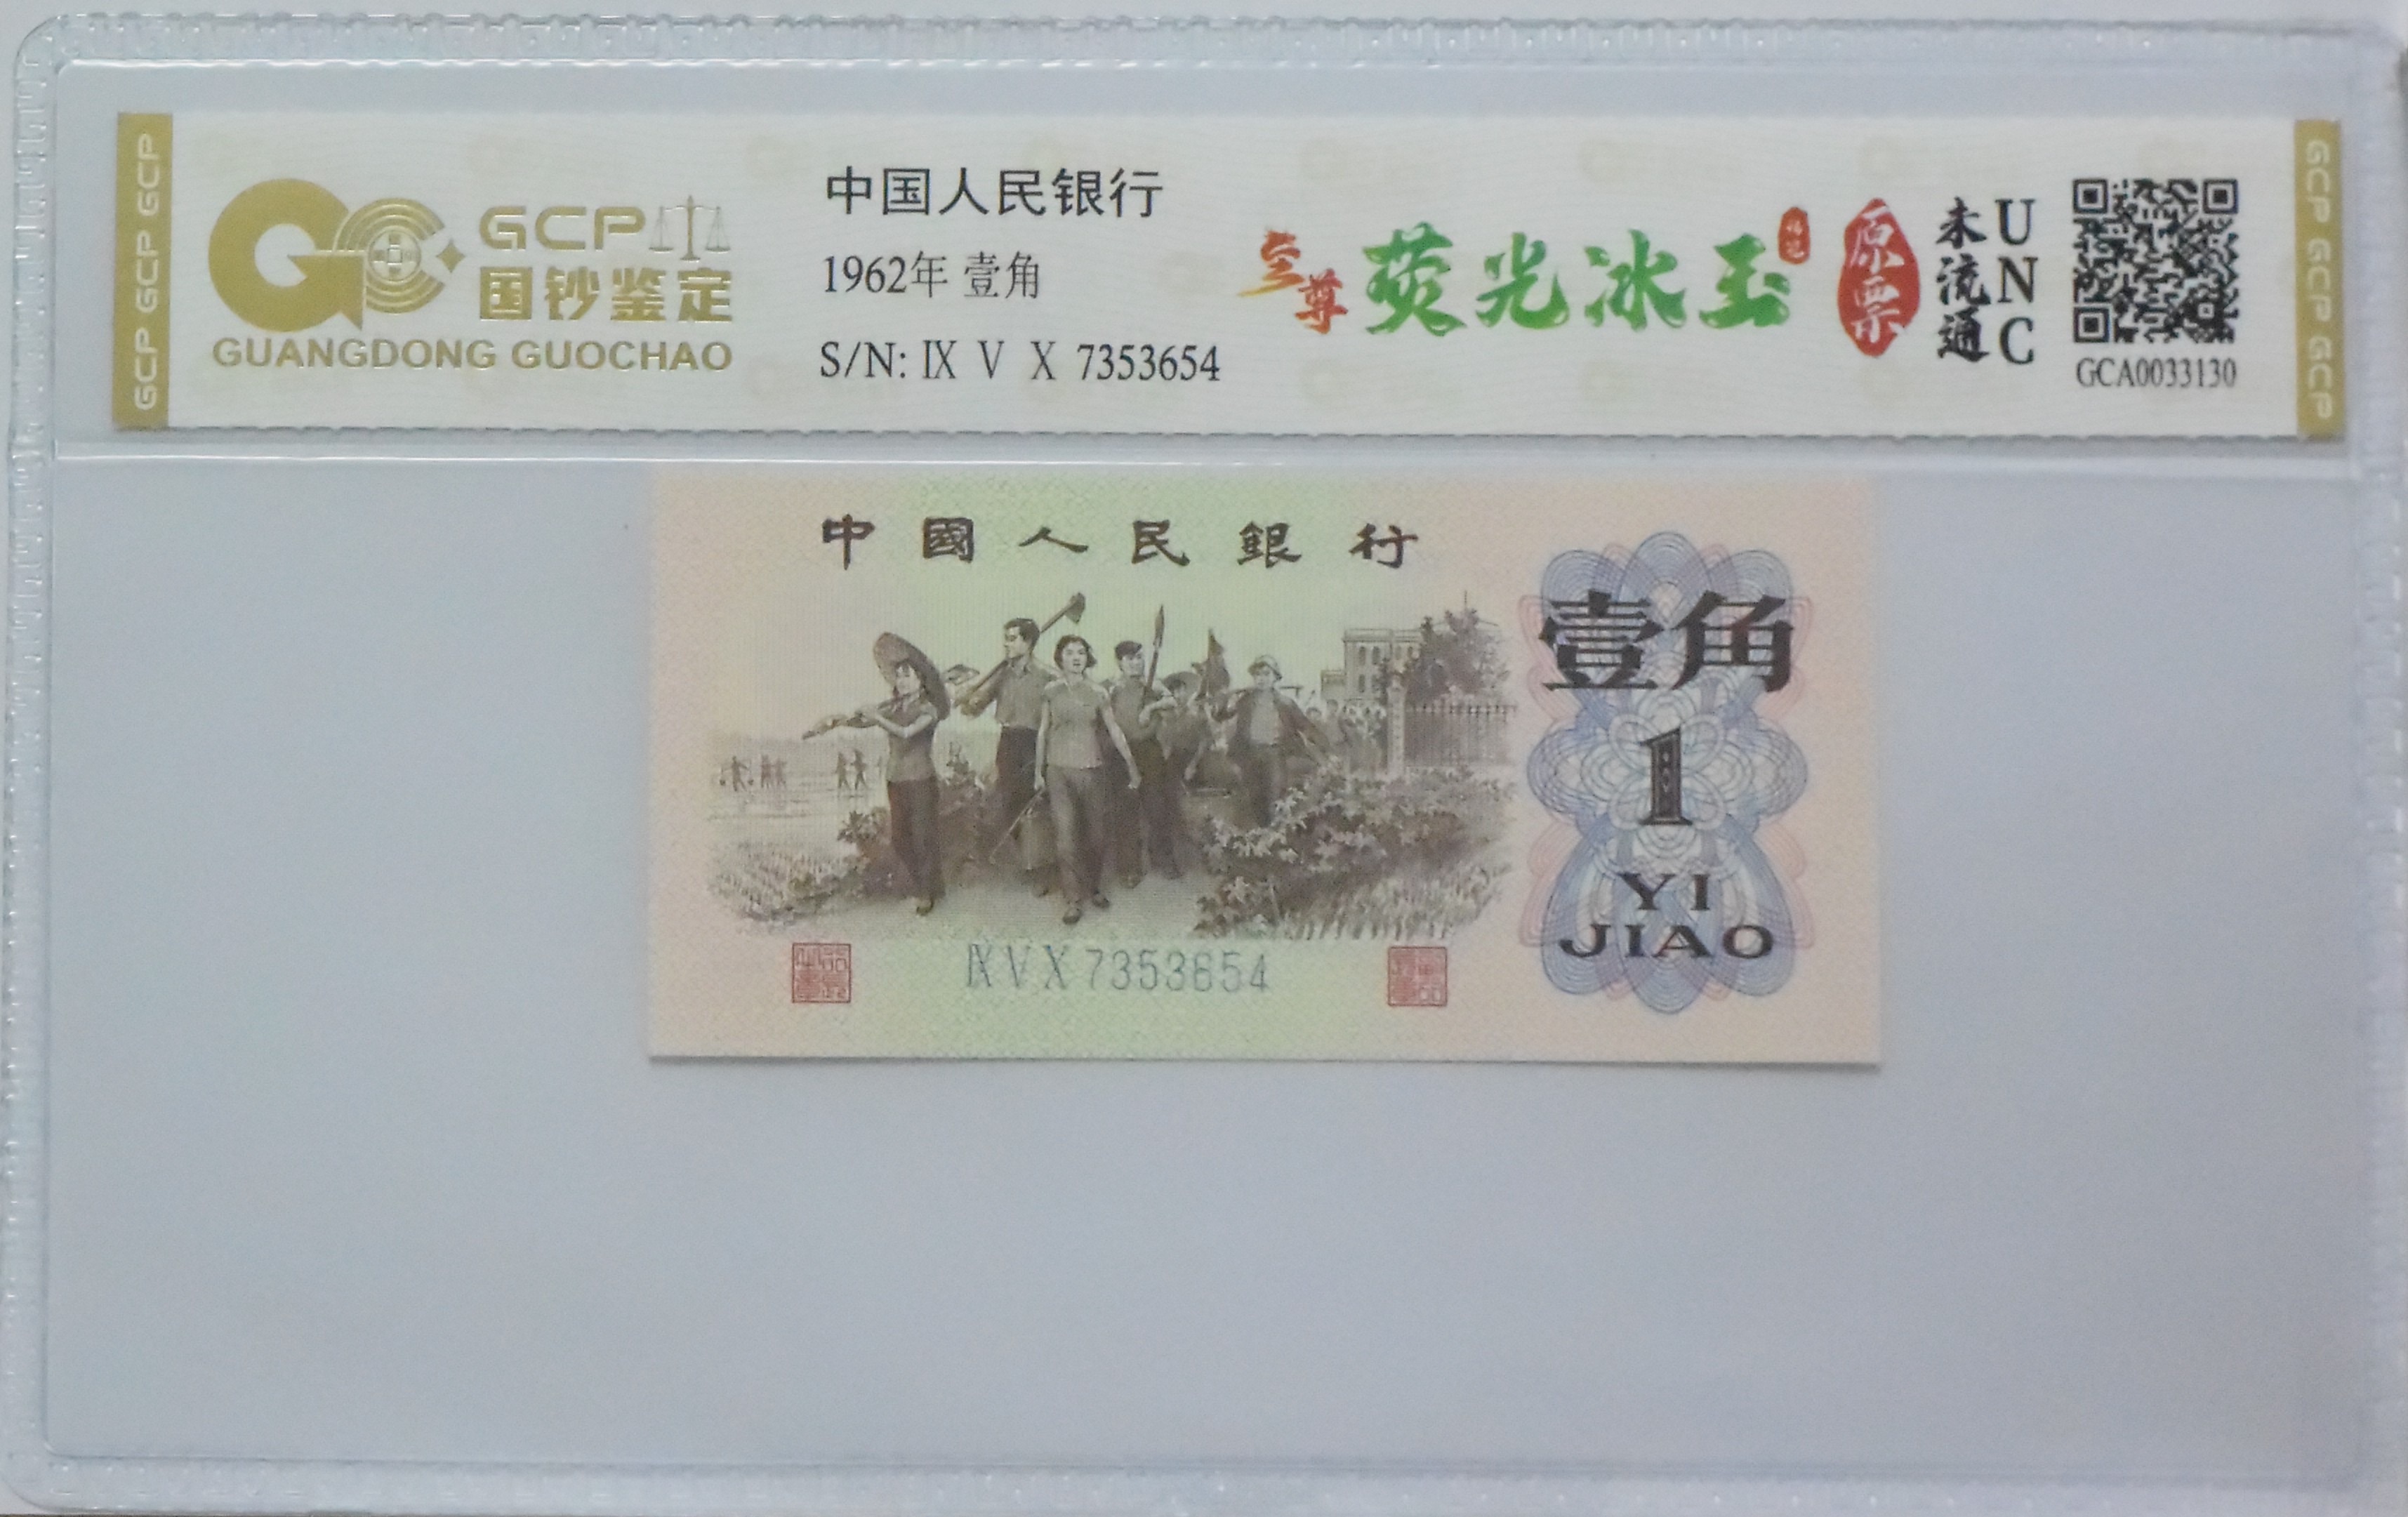 GCP GCP GCP
GCP
国钞鉴定
GUANGDONG GUOCHAO
中国人民银行
1962年 壹角
S/N: IX V X 7353654
至尊 荧光冰玉
原票
未流通
UNC
GCA0033130
GCP GCP GCP
中國人民銀行
壹角
1
YI
JIAO
IX V X 7353654